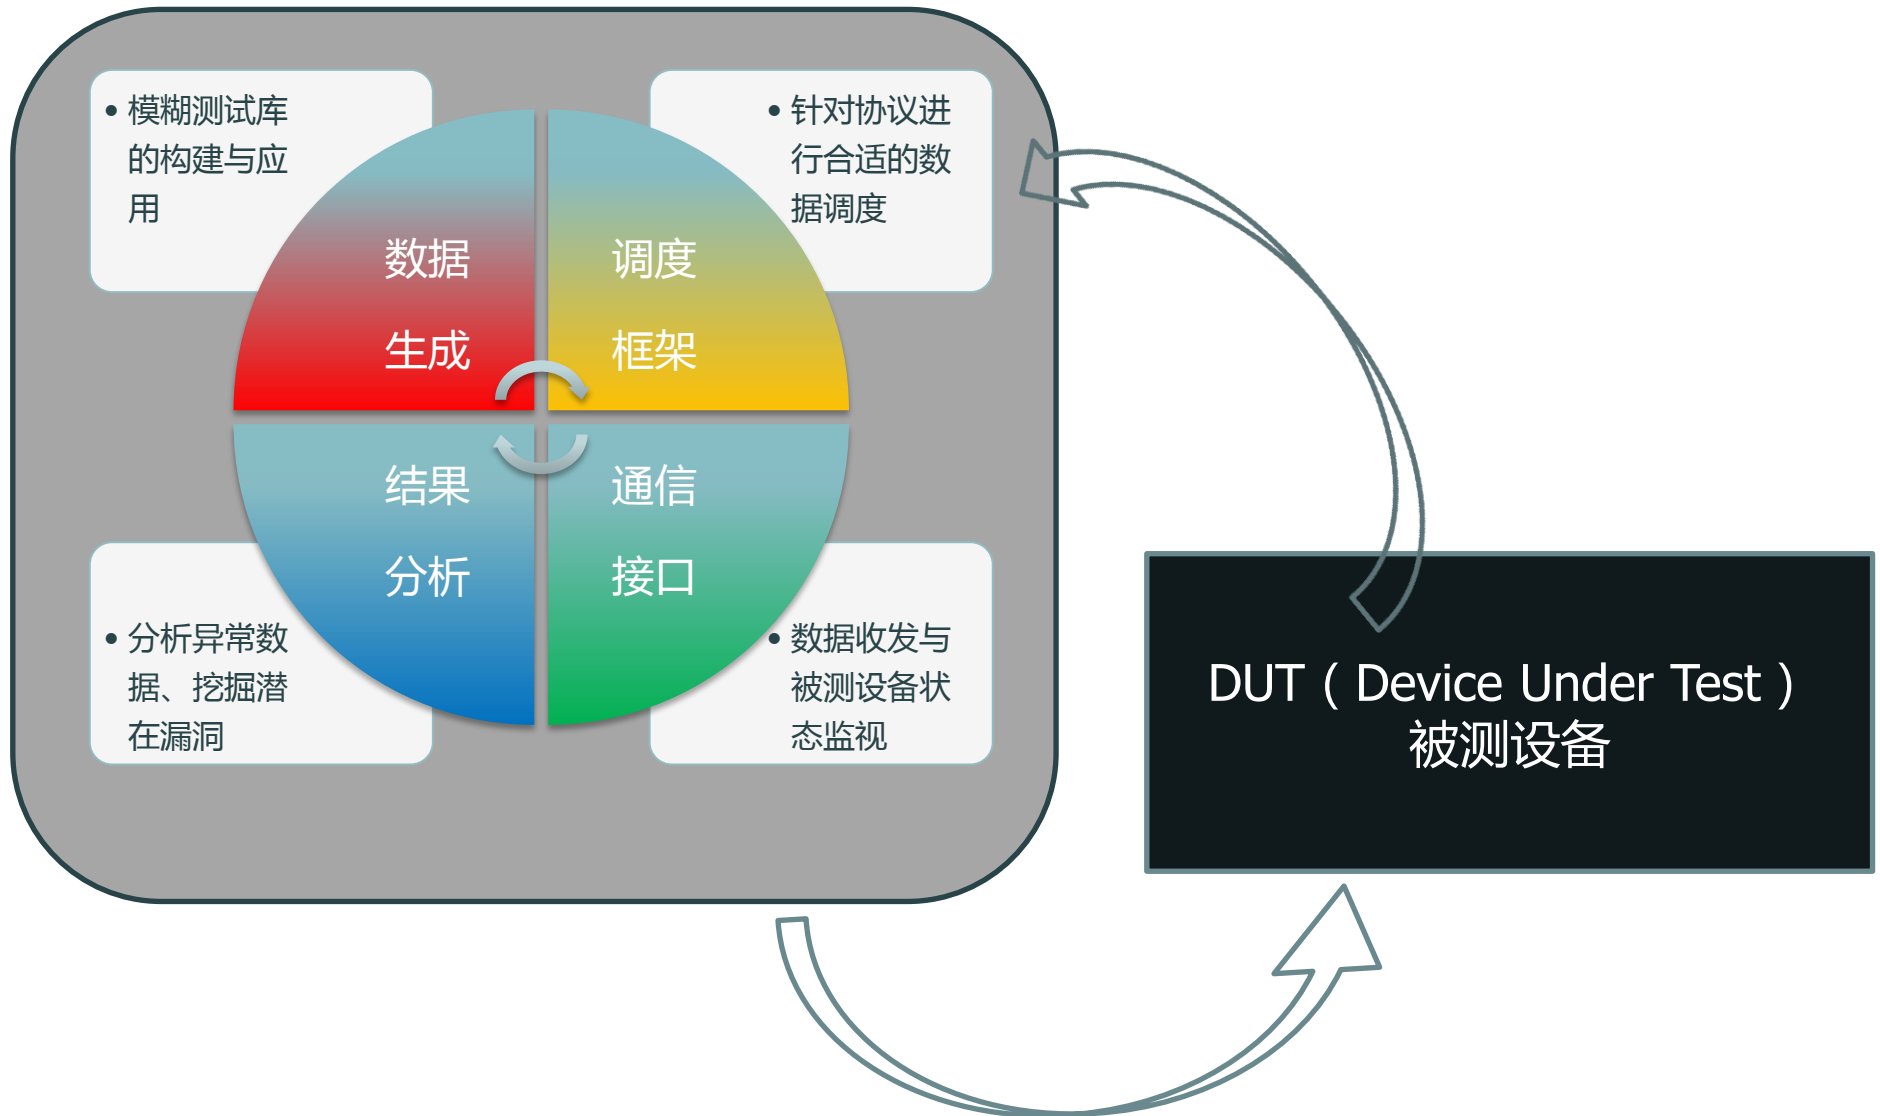 • 模糊测试库
的构建与应
用
• 针对协议进
行合适的数
据调度
数据
生成
调度
框架
结果
分析
通信
接口
• 分析异常数
据、挖掘潜
在漏洞
• 数据收发与
被测设备状
态监视
DUT（Device Under Test）
被测设备